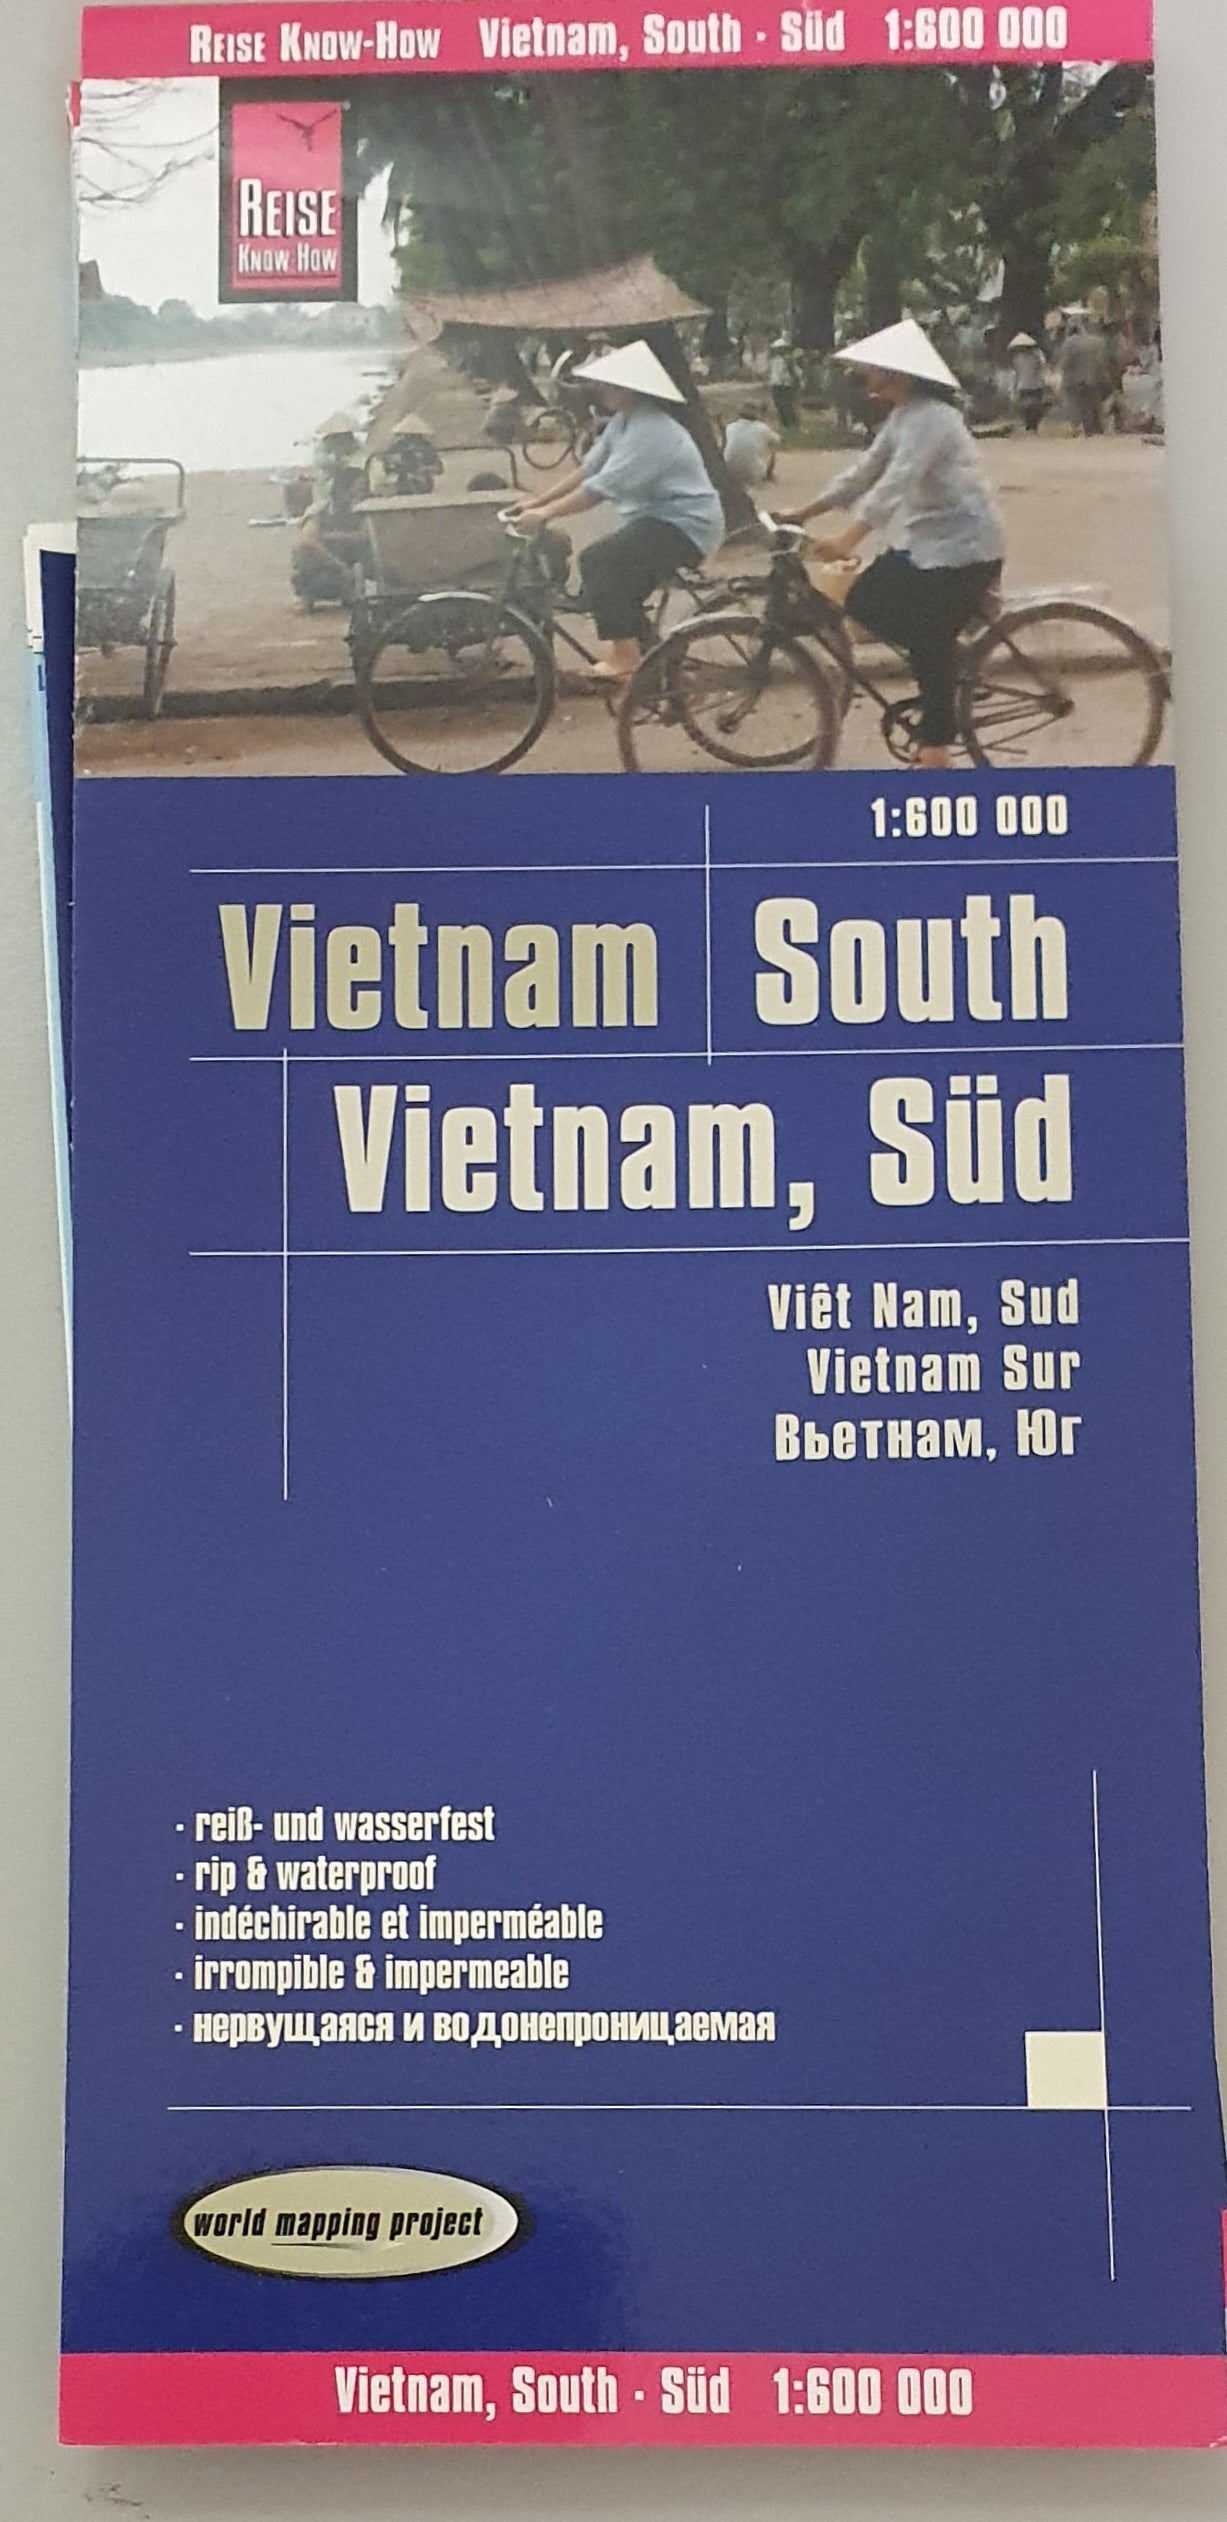 REISE KNOW-HOW Vietnam, South · Süd 1:600 000
REISE
KNOW HOW
1:600 000
Vietnam South
Vietnam, Süd
Viêt Nam, Sud
Vietnam Sur
Вьетнам, Юг
· reiß- und wasserfest
· rip & waterproof
· indéchirable et imperméable
· irrompible & impermeable
· нервущаяся и водонепроницаемая
world mapping project
Vietnam, South · Süd 1:600 000